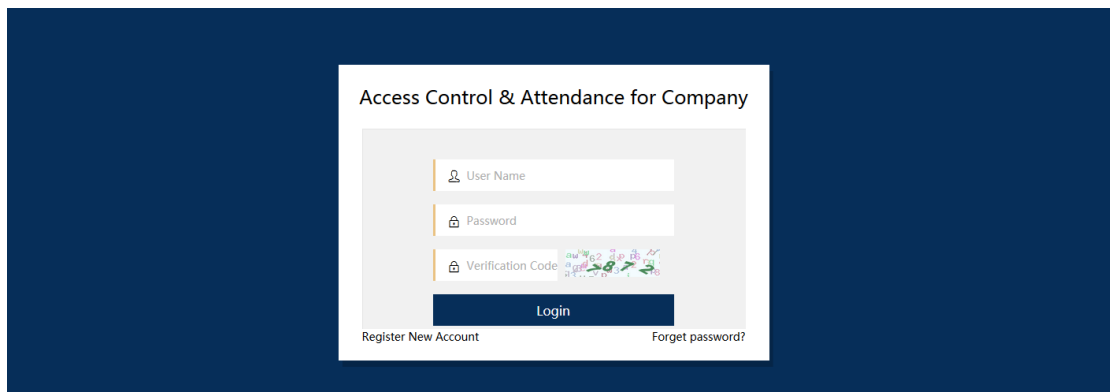 Access Control & Attendance for Company
User Name
Password
Verification Code
Login
Register New Account
Forget password?